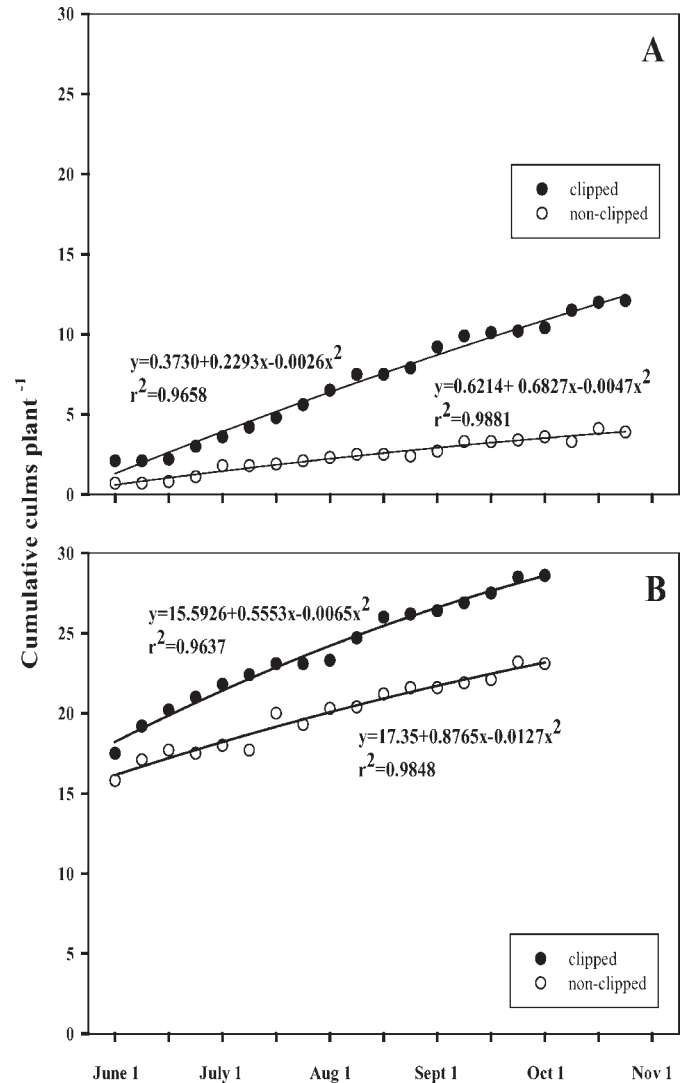 Cumulative culms plant⁻¹
30
A
25
20
clipped
non-clipped
15
10
y=0.3730+0.2293x-0.0026x²
r²=0.9658
y=0.6214+ 0.6827x-0.0047x²
r²=0.9881
5
0
30
B
y=15.5926+0.5553x-0.0065x²
25
r²=0.9637
20
y=17.35+0.8765x-0.0127x²
r²=0.9848
15
10
5
clipped
non-clipped
0
June 1 July 1 Aug 1 Sept 1 Oct 1 Nov 1